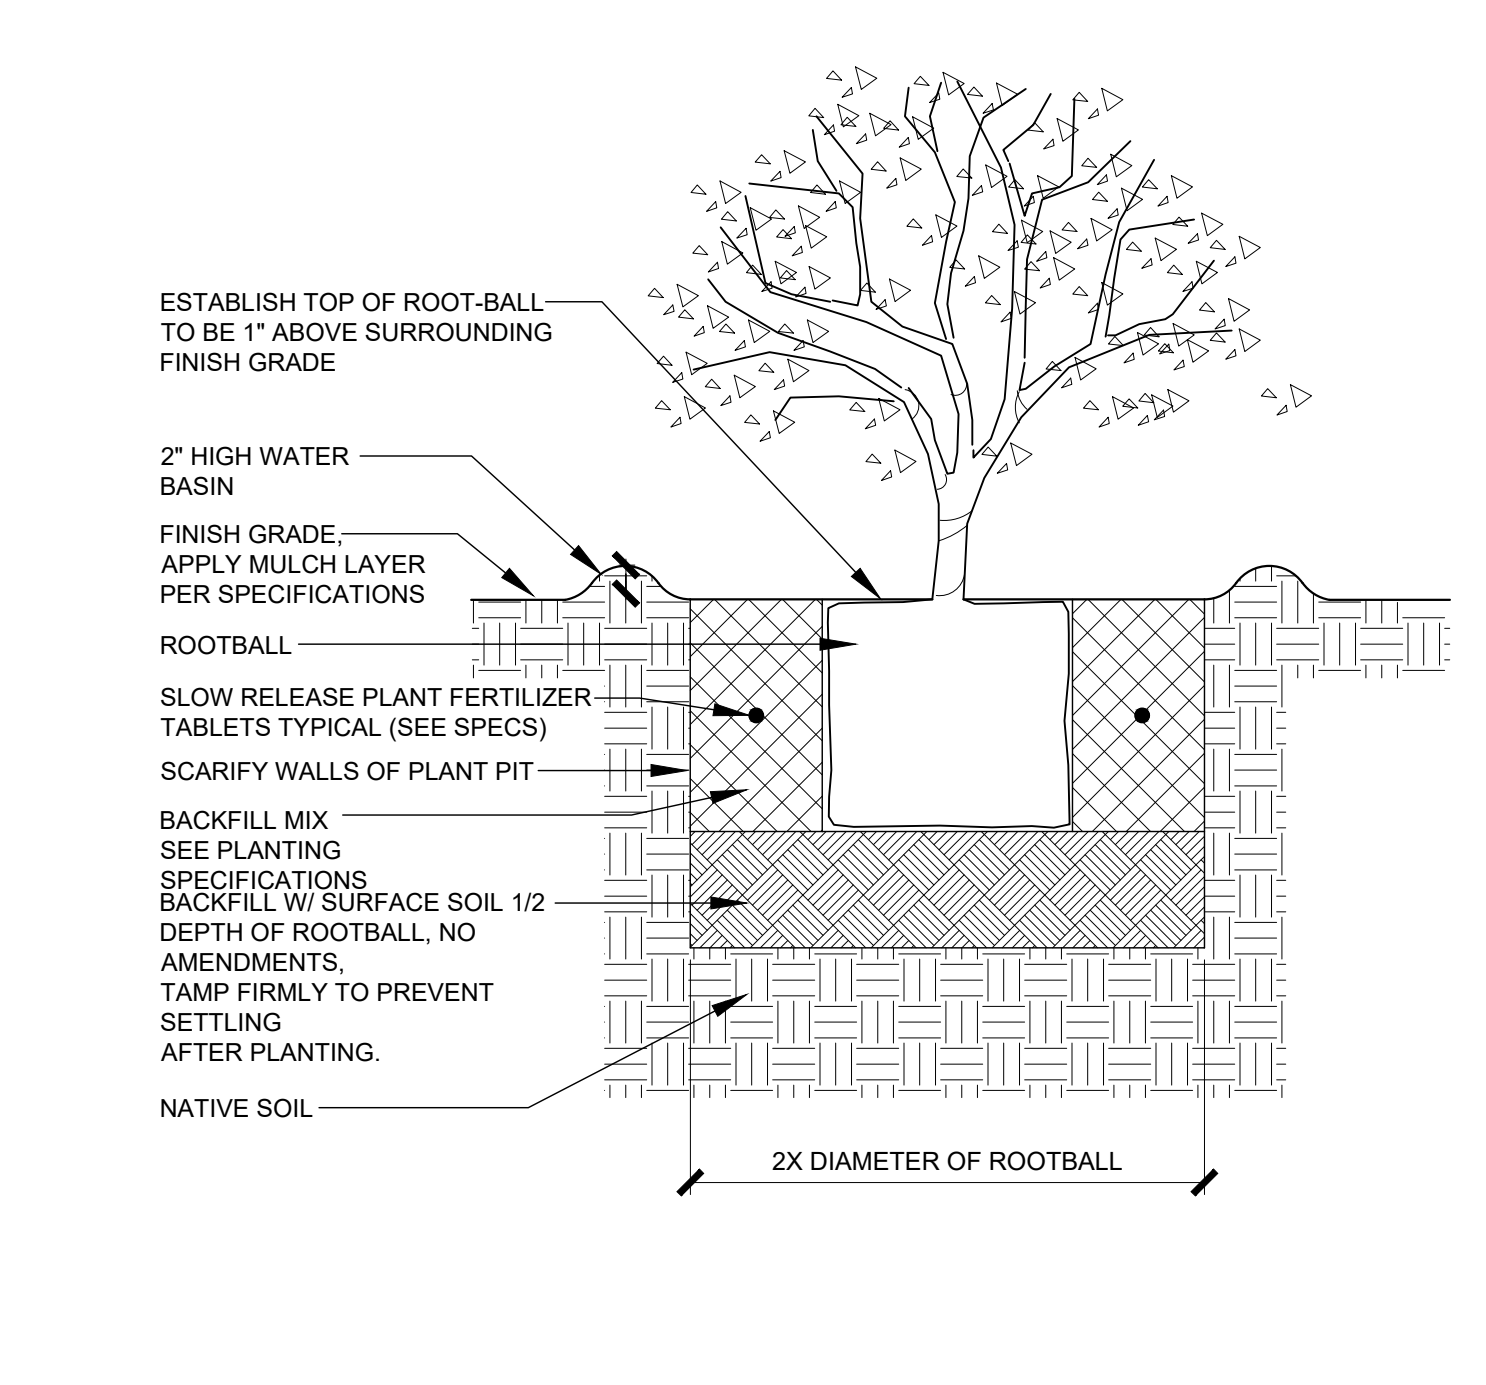 ESTABLISH TOP OF ROOT-BALL
TO BE 1" ABOVE SURROUNDING
FINISH GRADE
2" HIGH WATER
BASIN
FINISH GRADE,
APPLY MULCH LAYER
PER SPECIFICATIONS
ROOTBALL
SLOW RELEASE PLANT FERTILIZER
TABLETS TYPICAL (SEE SPECS)
SCARIFY WALLS OF PLANT PIT
BACKFILL MIX
SEE PLANTING
SPECIFICATIONS
BACKFILL W/ SURFACE SOIL 1/2
DEPTH OF ROOTBALL, NO
AMENDMENTS,
TAMP FIRMLY TO PREVENT
SETTLING
AFTER PLANTING.
NATIVE SOIL
2X DIAMETER OF ROOTBALL